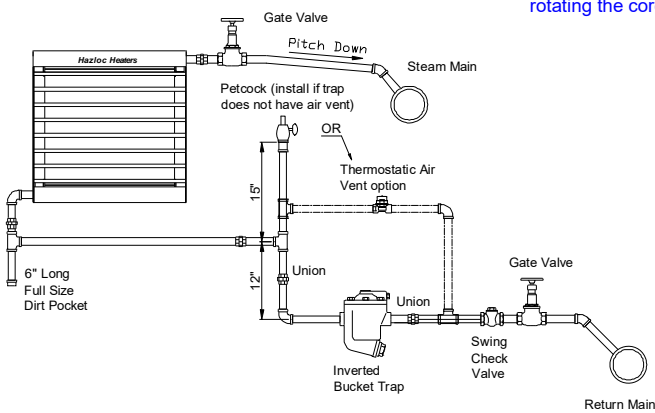 rotating the cor
Gate Valve
Pitch Down
Hazloc Heaters
Steam Main
Petcock (install if trap
does not have air vent)
OR
Thermostatic Air
Vent option
15"
12"
6" Long
Full Size
Dirt Pocket
Union
Union
Gate Valve
Inverted
Bucket Trap
Swing
Check
Valve
Return Main